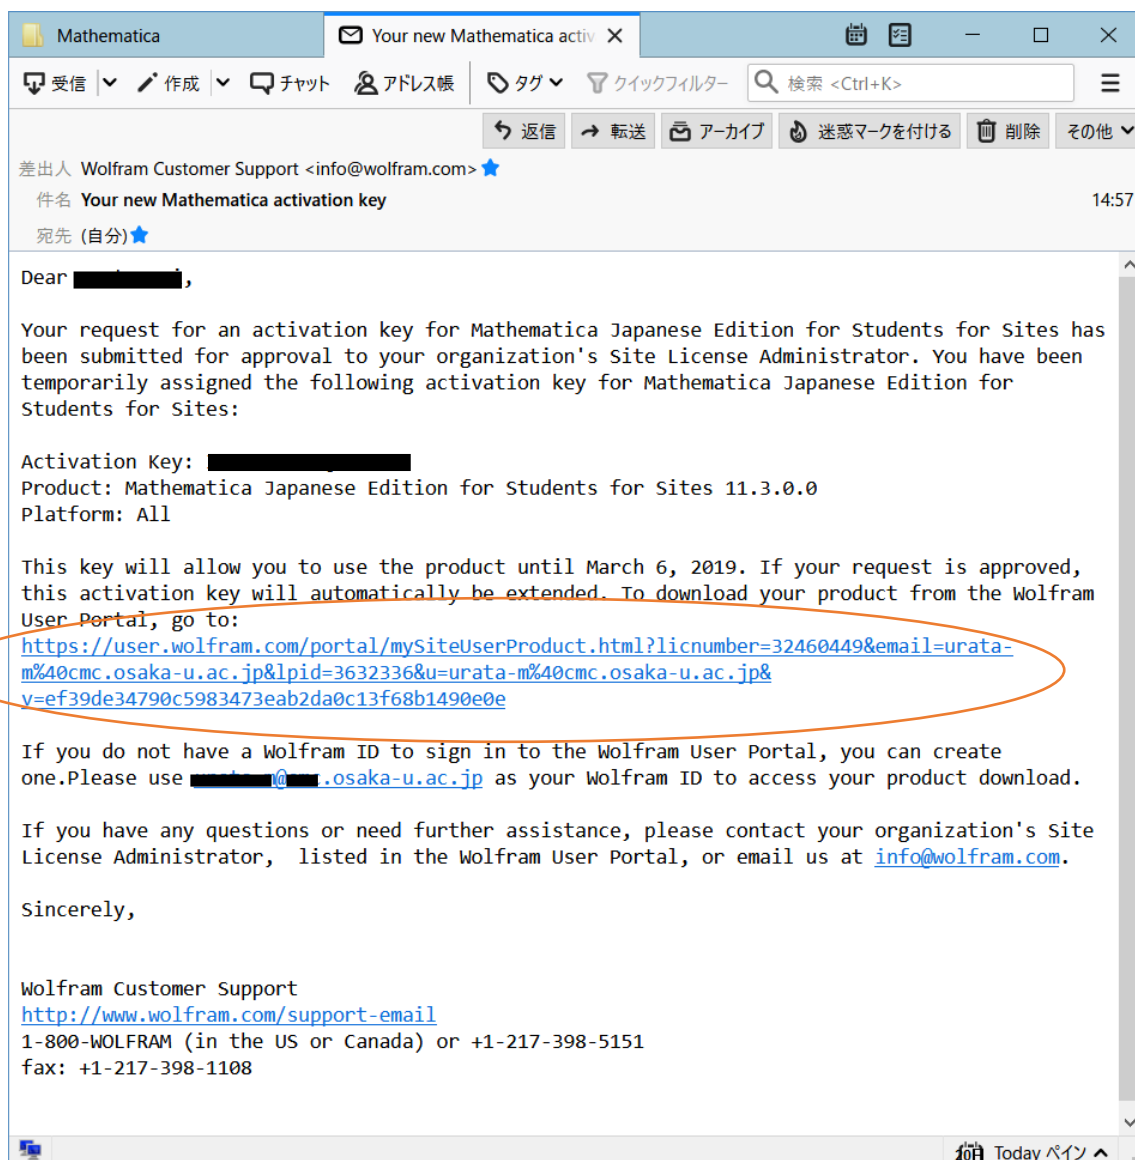 Mathematica
Your new Mathematica activ
受信 作成 チャット アドレス帳 タグ クイックフィルター 検索 <Ctrl+K>
返信 転送 アーカイブ 迷惑マークを付ける 削除 その他
差出人 Wolfram Customer Support <info@wolfram.com>
件名 Your new Mathematica activation key 14:57
宛先 (自分)
Dear ,
Your request for an activation key for Mathematica Japanese Edition for Students for Sites has
been submitted for approval to your organization's Site License Administrator. You have been
temporarily assigned the following activation key for Mathematica Japanese Edition for
Students for Sites:
Activation Key:
Product: Mathematica Japanese Edition for Students for Sites 11.3.0.0
Platform: All
This key will allow you to use the product until March 6, 2019. If your request is approved,
this activation key will automatically be extended. To download your product from the Wolfram
User Portal, go to:
https://user.wolfram.com/portal/mySiteUserProduct.html?licnumber=32460449&email=urata-
m%40cmc.osaka-u.ac.jp&lpid=3632336&u=urata-m%40cmc.osaka-u.ac.jp&
v=ef39de34790c5983473eab2da0c13f68b1490e0e
If you do not have a Wolfram ID to sign in to the Wolfram User Portal, you can create
one.Please use @ .osaka-u.ac.jp as your Wolfram ID to access your product download.
If you have any questions or need further assistance, please contact your organization's Site
License Administrator,  listed in the Wolfram User Portal, or email us at info@wolfram.com.
Sincerely,
Wolfram Customer Support
http://www.wolfram.com/support-email
1-800-WOLFRAM (in the US or Canada) or +1-217-398-5151
fax: +1-217-398-1108
Today ペイン